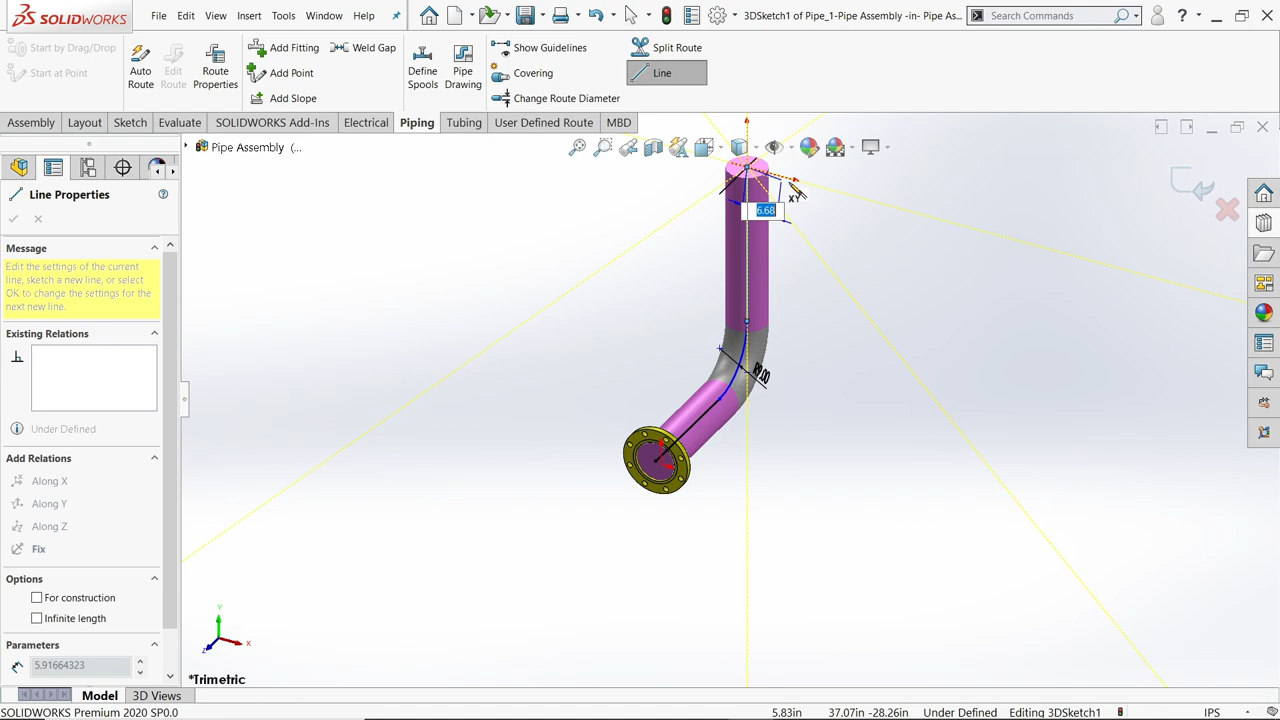 SOLIDWORKS
File Edit View Insert Tools Window Help
3DSketch1 of Pipe_1-Pipe Assembly -in- Pipe As...
Search Commands
Start by Drag/Drop
Start at Point
Auto Route
Edit Route
Route Properties
Add Fitting
Weld Gap
Add Point
Add Slope
Define Spools
Pipe Drawing
Show Guidelines
Covering
Change Route Diameter
Split Route
Line
Assembly Layout Sketch Evaluate SOLIDWORKS Add-Ins Electrical Piping Tubing User Defined Route MBD
Pipe Assembly (...
Line Properties
Message
Edit the settings of the current
line, sketch a new line, or select
OK to change the settings for the
next new line.
Existing Relations
Under Defined
Add Relations
Along X
Along Y
Along Z
Fix
Options
For construction
Infinite length
Parameters
5.91664323
XY
6.68
R9.00
Y
X
Z
*Trimetric
Model 3D Views
SOLIDWORKS Premium 2020 SP0.0
5.83in 37.07in -28.26in Under Defined Editing 3DSketch1 IPS